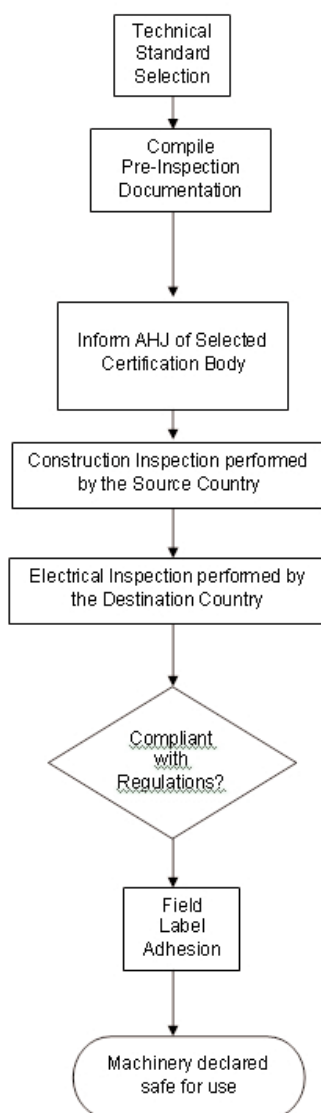 Technical
Standard
Selection
Compile
Pre-Inspection
Documentation
Inform AHJ of Selected
Certification Body
Construction Inspection performed
by the Source Country
Electrical Inspection performed by
the Destination Country
Compliant
with
Regulations?
Field
Label
Adhesion
Machinery declared
safe for use